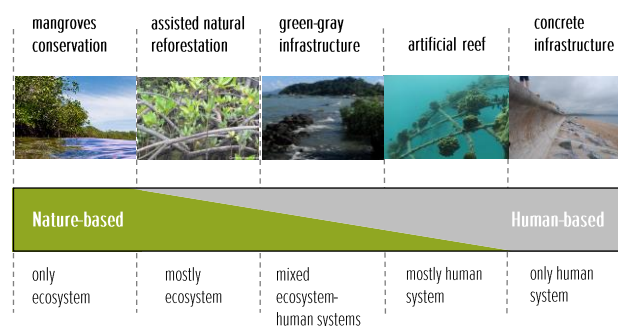 mangroves
conservation
assisted natural
reforestation
green-gray
infrastructure
artificial reef
concrete
infrastructure
Nature-based
Human-based
only
ecosystem
mostly
ecosystem
mixed
ecosystem-
human systems
mostly human
system
only human
system